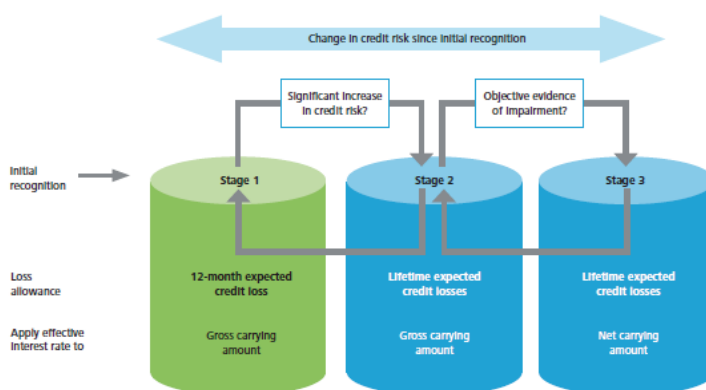 Change in credit risk since initial recognition
Significant increase
in credit risk?
Objective evidence
of impairment?
Initial
recognition
Stage 1
Stage 2
Stage 3
Loss
allowance
12-month expected
credit loss
Lifetime expected
credit losses
Lifetime expected
credit losses
Apply effective
interest rate to
Gross carrying
amount
Gross carrying
amount
Net carrying
amount